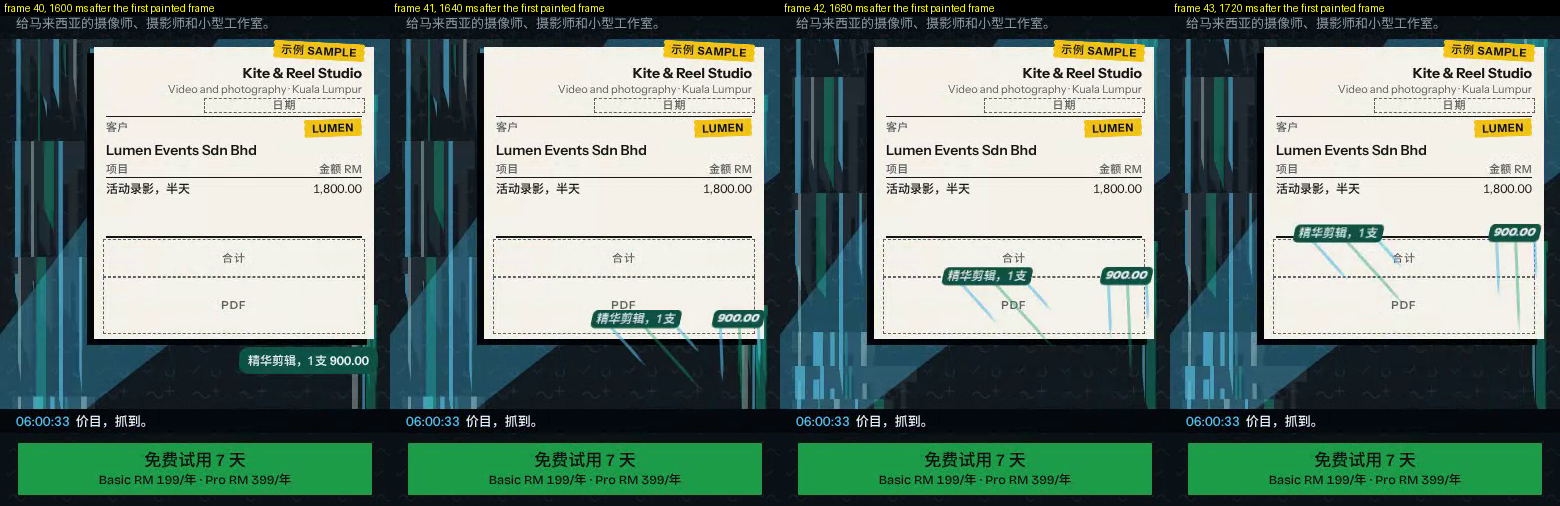 frame 40, 1600 ms after the first painted frame
给马来西亚的摄像师、摄影师和小型工作室。
示例 SAMPLE
Kite & Reel Studio
Video and photography · Kuala Lumpur
日期
客户
LUMEN
Lumen Events Sdn Bhd
项目 金额 RM
活动录影，半天 1,800.00
合计
PDF
精华剪辑，1支 900.00
06:00:33 价目，抓到。
免费试用 7 天
Basic RM 199/年 · Pro RM 399/年
frame 41, 1640 ms after the first painted frame
给马来西亚的摄像师、摄影师和小型工作室。
示例 SAMPLE
Kite & Reel Studio
Video and photography · Kuala Lumpur
日期
客户
LUMEN
Lumen Events Sdn Bhd
项目 金额 RM
活动录影，半天 1,800.00
合计
PDF
精华剪辑，1支 900.00
06:00:33 价目，抓到。
免费试用 7 天
Basic RM 199/年 · Pro RM 399/年
frame 42, 1680 ms after the first painted frame
给马来西亚的摄像师、摄影师和小型工作室。
示例 SAMPLE
Kite & Reel Studio
Video and photography · Kuala Lumpur
日期
客户
LUMEN
Lumen Events Sdn Bhd
项目 金额 RM
活动录影，半天 1,800.00
合计
精华剪辑，1支 900.00
PDF
06:00:33 价目，抓到。
免费试用 7 天
Basic RM 199/年 · Pro RM 399/年
frame 43, 1720 ms after the first painted frame
给马来西亚的摄像师、摄影师和小型工作室。
示例 SAMPLE
Kite & Reel Studio
Video and photography · Kuala Lumpur
日期
客户
LUMEN
Lumen Events Sdn Bhd
项目 金额 RM
活动录影，半天 1,800.00
精华剪辑，1支 900.00
合计
PDF
06:00:33 价目，抓到。
免费试用 7 天
Basic RM 199/年 · Pro RM 399/年